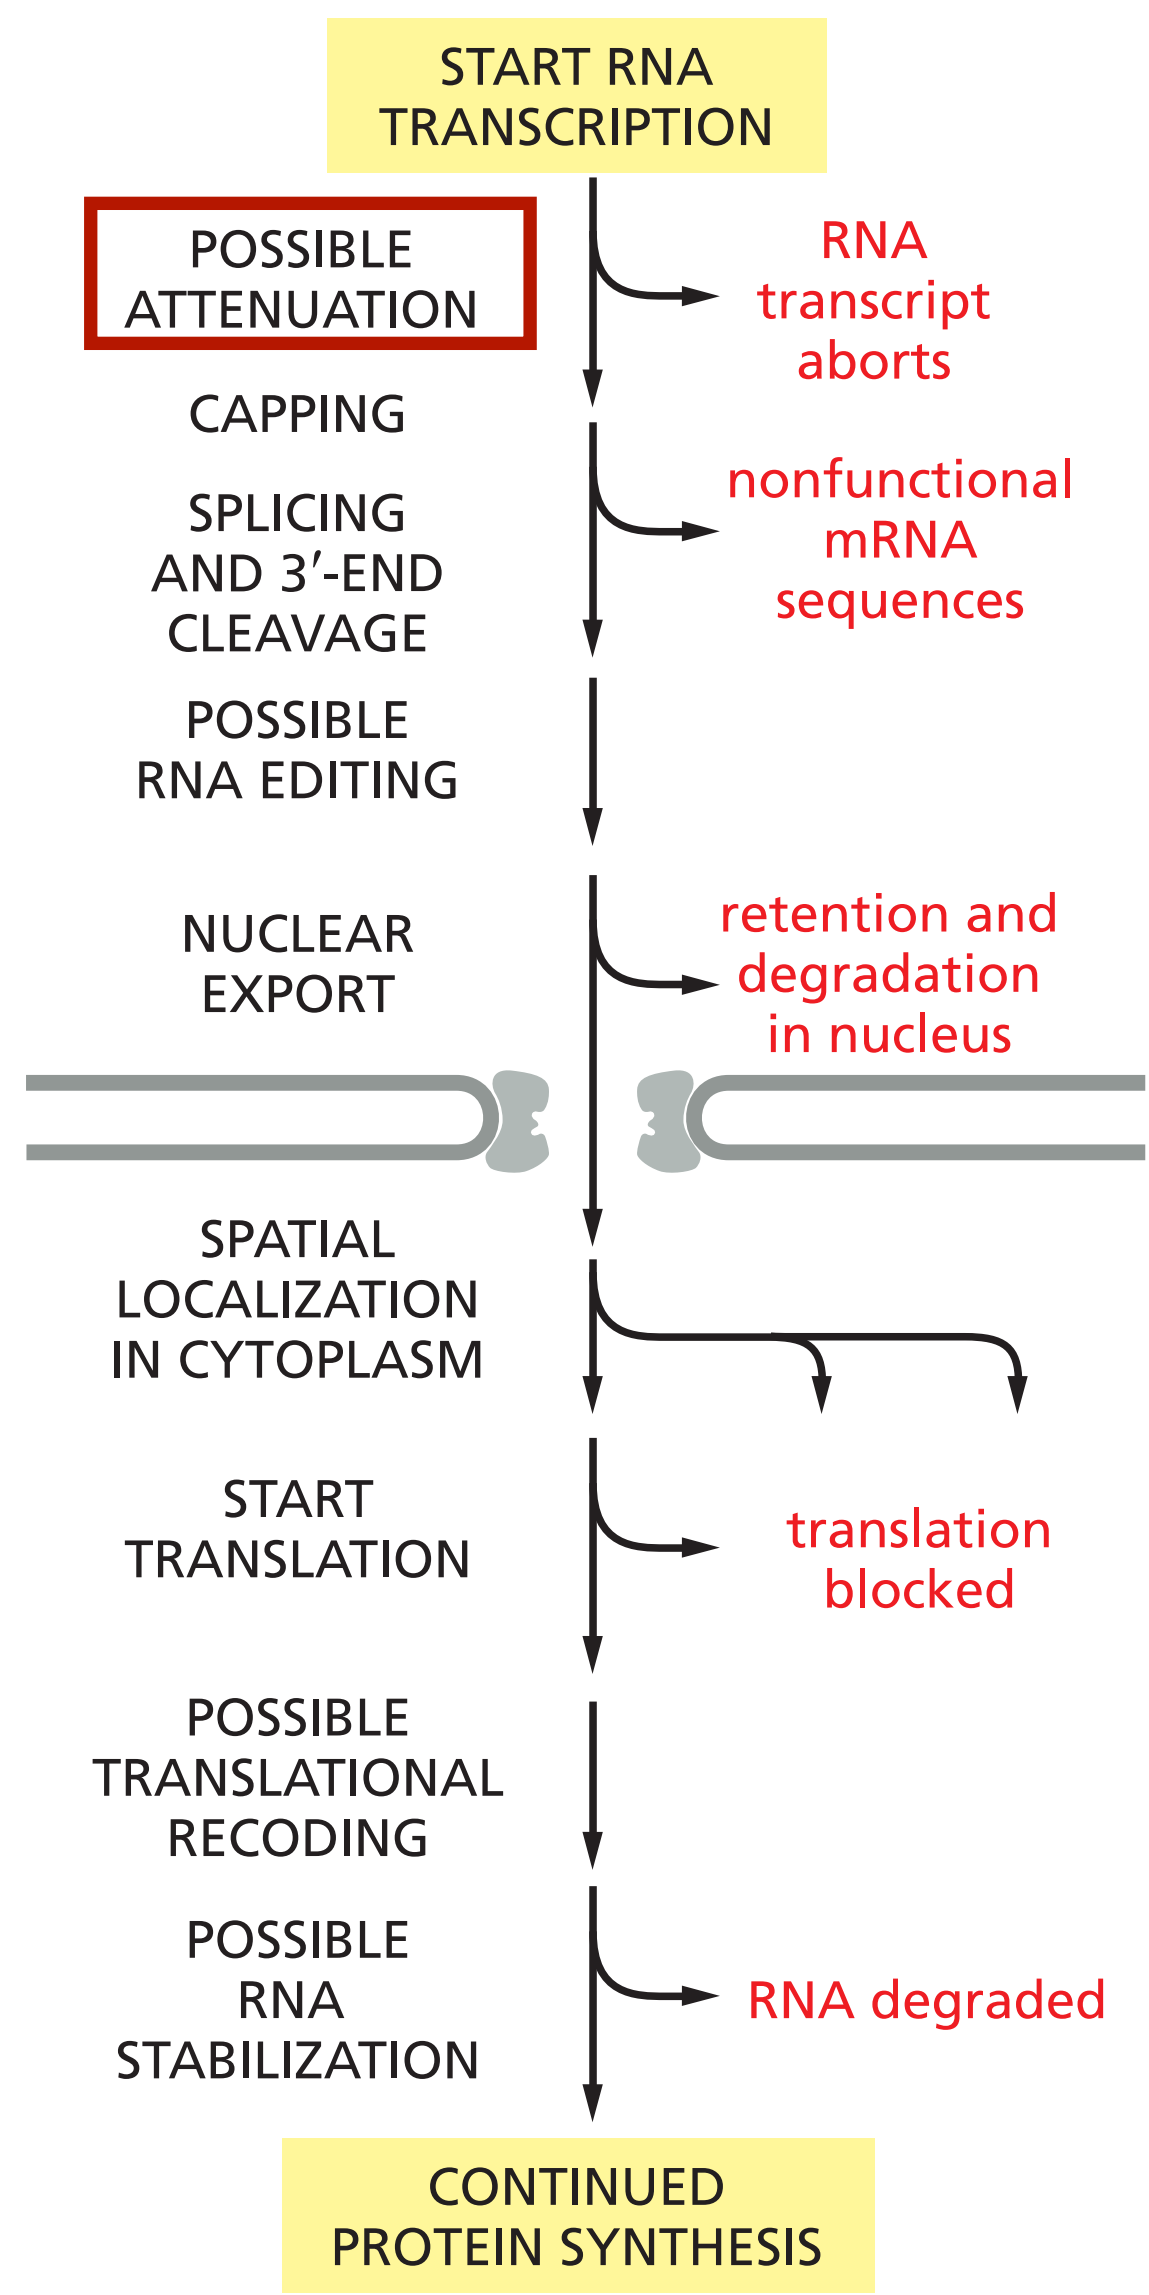 START RNA
TRANSCRIPTION
POSSIBLE
ATTENUATION
RNA
transcript
aborts
CAPPING
nonfunctional
mRNA
sequences
SPLICING
AND 3′-END
CLEAVAGE
POSSIBLE
RNA EDITING
NUCLEAR
EXPORT
retention and
degradation
in nucleus
SPATIAL
LOCALIZATION
IN CYTOPLASM
START
TRANSLATION
translation
blocked
POSSIBLE
TRANSLATIONAL
RECODING
POSSIBLE
RNA
STABILIZATION
RNA degraded
CONTINUED
PROTEIN SYNTHESIS